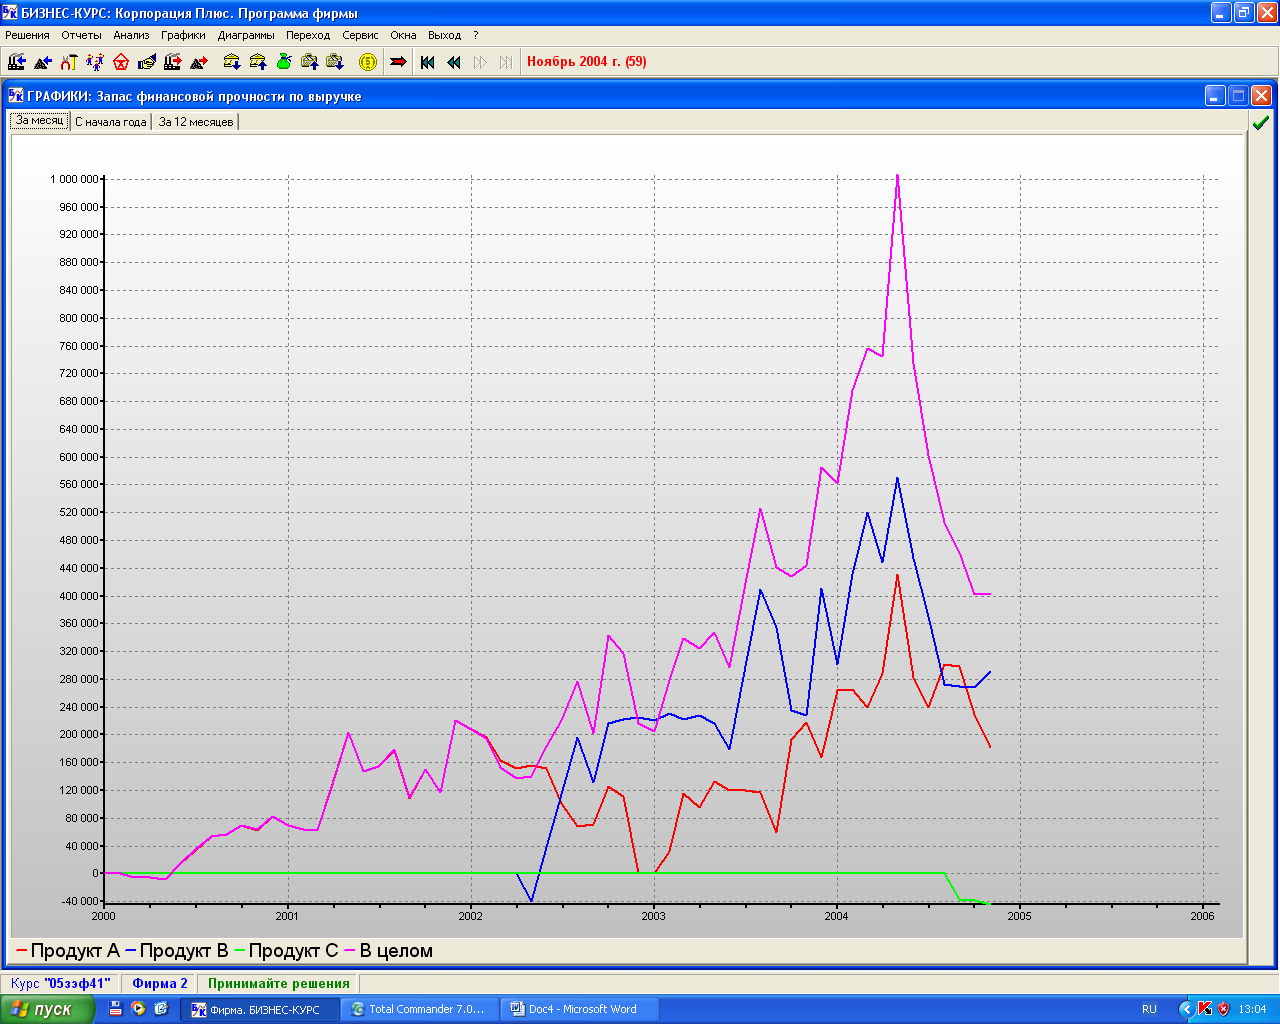 БИЗНЕС-КУРС: Корпорация Плюс. Программа фирмы
Решения Отчеты Анализ Графики Диаграммы Переход Сервис Окна Выход ?
Ноябрь 2004 г. (59)
ГРАФИКИ: Запас финансовой прочности по выручке
За месяц С начала года За 12 месяцев
1 000 000
960 000
920 000
880 000
840 000
800 000
760 000
720 000
680 000
640 000
600 000
560 000
520 000
480 000
440 000
400 000
360 000
320 000
280 000
240 000
200 000
160 000
120 000
80 000
40 000
0
-40 000
2000 2001 2002 2003 2004 2005 2006
Продукт A Продукт B Продукт C В целом
Курс "05зэф41" Фирма 2 Принимайте решения
пуск Фирма. БИЗНЕС-КУРС Total Commander 7.0... Doc4 - Microsoft Word RU 13:04